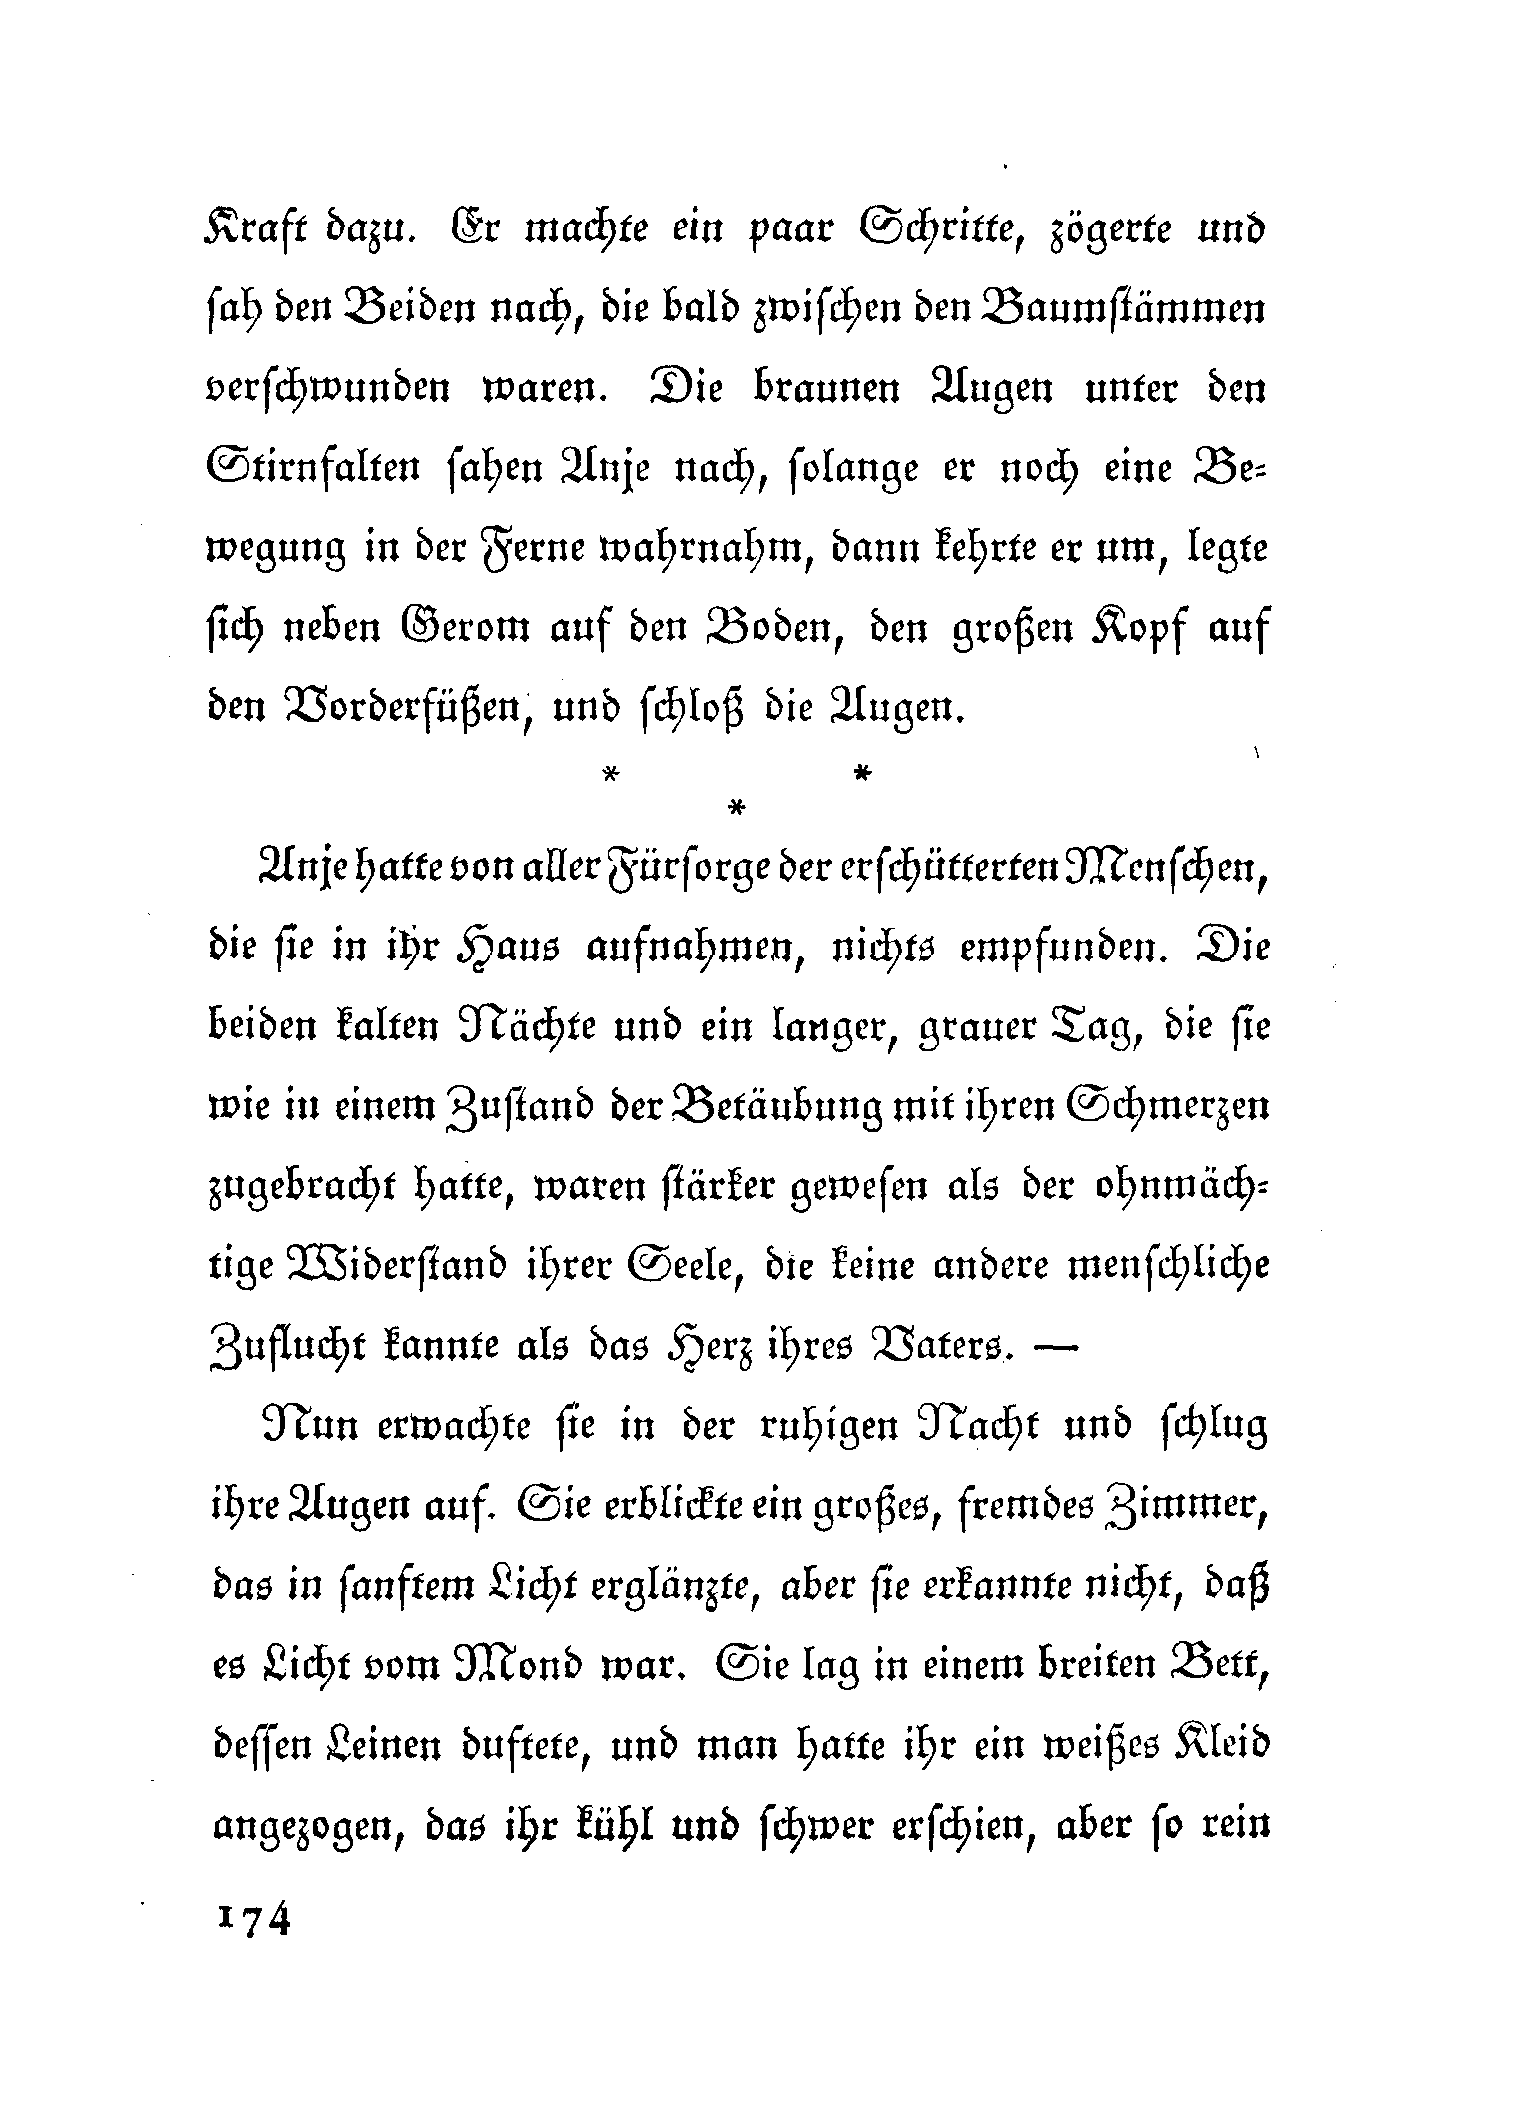 Kraft dazu. Er machte ein paar Schritte, zögerte und
sah den Beiden nach, die bald zwischen den Baumstämmen
verschwunden waren. Die braunen Augen unter den
Stirnfalten sahen Anje nach, solange er noch eine Be-
wegung in der Ferne wahrnahm, dann kehrte er um, legte
sich neben Gerom auf den Boden, den großen Kopf auf
den Vorderfüßen, und schloß die Augen.
* *
*
Anje hatte von aller Fürsorge der erschütterten Menschen,
die sie in ihr Haus aufnahmen, nichts empfunden. Die
beiden kalten Nächte und ein langer, grauer Tag, die sie
wie in einem Zustand der Betäubung mit ihren Schmerzen
zugebracht hatte, waren stärker gewesen als der ohnmäch-
tige Widerstand ihrer Seele, die keine andere menschliche
Zuflucht kannte als das Herz ihres Vaters. —
Nun erwachte sie in der ruhigen Nacht und schlug
ihre Augen auf. Sie erblickte ein großes, fremdes Zimmer,
das in sanftem Licht erglänzte, aber sie erkannte nicht, daß
es Licht vom Mond war. Sie lag in einem breiten Bett,
dessen Leinen duftete, und man hatte ihr ein weißes Kleid
angezogen, das ihr kühl und schwer erschien, aber so rein
174